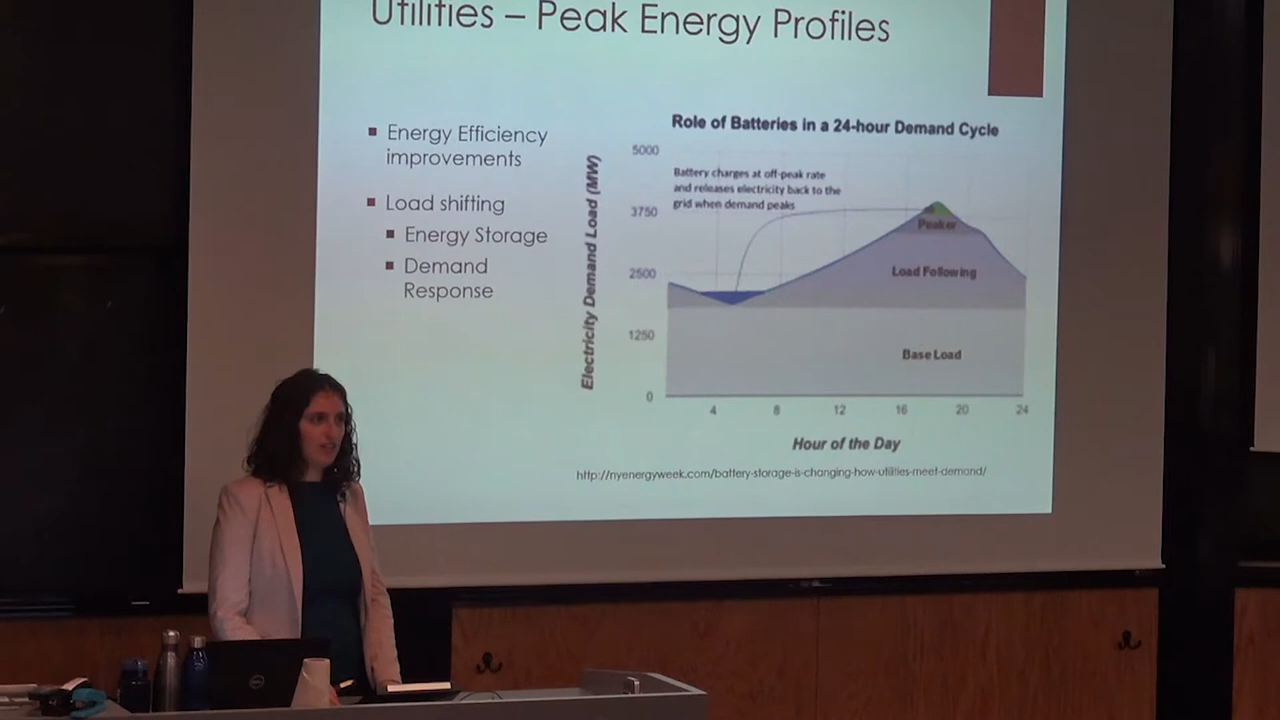 Utilities – Peak Energy Profiles
Energy Efficiency
improvements
Load shifting
Energy Storage
Demand
Response
Role of Batteries in a 24-hour Demand Cycle
Electricity Demand Load (MW)
5000
3750
2500
1250
0
Battery charges at off-peak rate
and releases electricity back to the
grid when demand peaks
Peaker
Load Following
Base Load
4 8 12 16 20 24
Hour of the Day
http://nyenergyweek.com/battery-storage-is-changing-how-utilities-meet-demand/
DELL